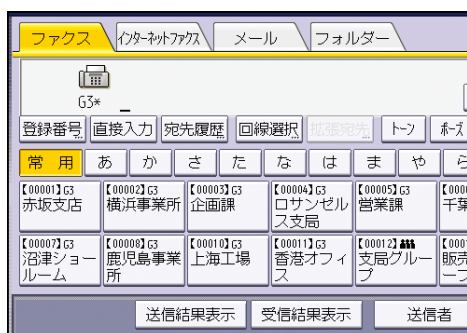 ファクス インターネットファクス メール フォルダー
G3* _
登録番号 直接入力 宛先履歴 回線選択 拡張宛先 トーン ポーズ
常用 あ か さ た な は ま や ら
【00001】G3 【00002】G3 【00003】G3 【00004】G3 【00005】G3
赤坂支店 横浜事業所 企画課 ロサンゼルス支局 営業課 千葉
【00007】G3 【00008】G3 【00010】G3 【00011】G3 【00012】
沼津ショールーム 鹿児島事業所 上海工場 香港オフィス 支局グループ 販売
送信結果表示 受信結果表示 送信者